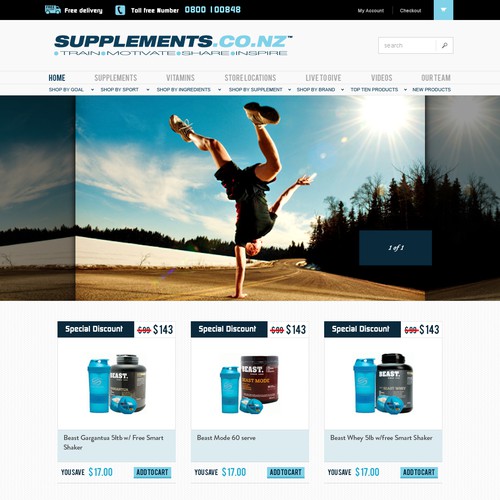 Free delivery
Toll free Number 0800 100848
My Account
Checkout
SUPPLEMENTS.CO.NZ™
TRAIN•MOTIVATE•SHARE•INSPIRE
search
HOME SUPPLEMENTS VITAMINS STORE LOCATIONS LIVE TO GIVE VIDEOS OUR TEAM
SHOP BY GOAL SHOP BY SPORT SHOP BY INGREDIENTS SHOP BY SUPPLEMENT SHOP BY BRAND TOP TEN PRODUCTS NEW PRODUCTS
1 of 1
Special Discount $99 $143
Special Discount $99 $143
Special Discount $99 $143
BEAST.
BEAST.
BEAST MODE
BEAST.
Beast Gargantua 5ltb w/ Free Smart
Shaker
Beast Mode 60 serve
Beast Whey 5lb w/free Smart Shaker
YOU SAVE $17.00 ADD TO CART
YOU SAVE $17.00 ADD TO CART
YOU SAVE $17.00 ADD TO CART